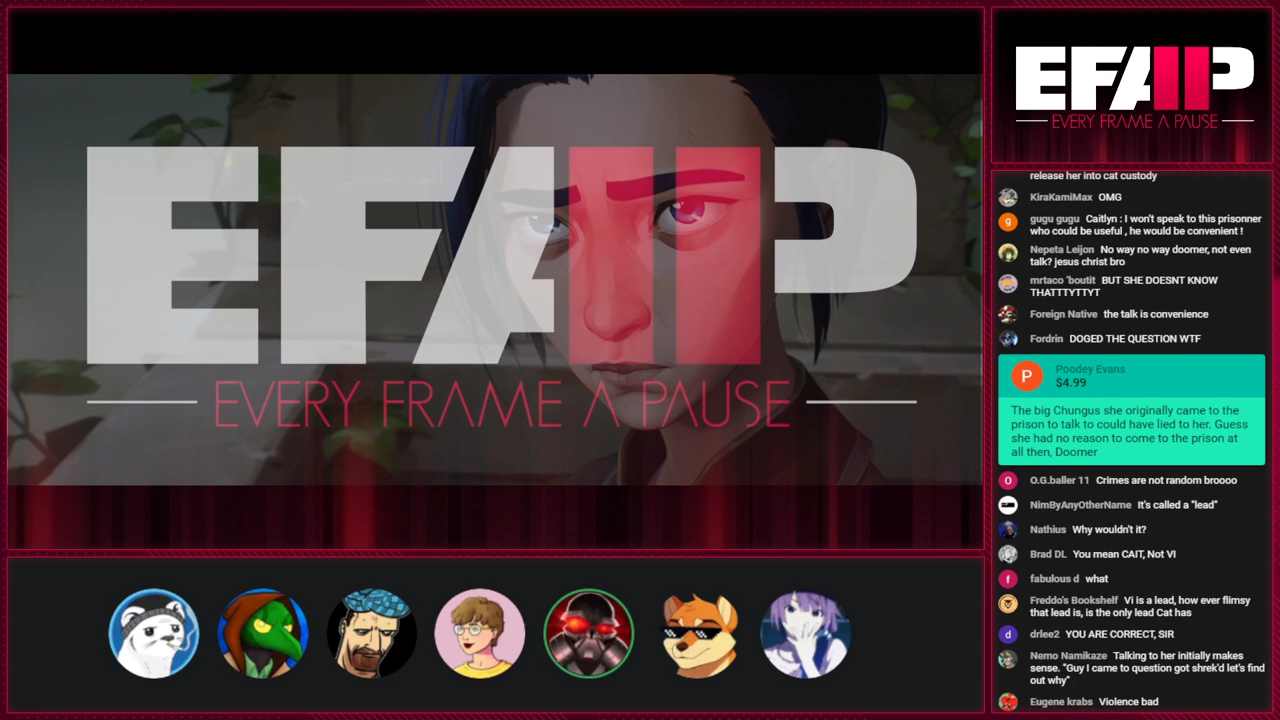 EFAP
EVERY FRAME A PAUSE
EFAP
EVERY FRAME A PAUSE
release her into cat custody
KiraKamiMax OMG
gugu gugu Caitlyn : I won't speak to this prisonner
who could be useful , he would be convenient !
Nepeta Leijon No way no way doomer, not even
talk? jesus christ bro
mrtaco 'boutit BUT SHE DOESNT KNOW
THATTTYTTYT
Foreign Native the talk is convenience
Fordrin DOGED THE QUESTION WTF
P
Poodey Evans
$4.99
The big Chungus she originally came to the
prison to talk to could have lied to her. Guess
she had no reason to come to the prison at
all then, Doomer
O.G.baller 11 Crimes are not random broooo
NimByAnyOtherName It's called a "lead"
Nathius Why wouldn't it?
Brad DL You mean CAIT, Not VI
fabulous d what
Freddo's Bookshelf Vi is a lead, how ever flimsy
that lead is, is the only lead Cat has
drlee2 YOU ARE CORRECT, SIR
Nemo Namikaze Talking to her initially makes
sense. "Guy I came to question got shrek'd let's find
out why"
Eugene krabs Violence bad